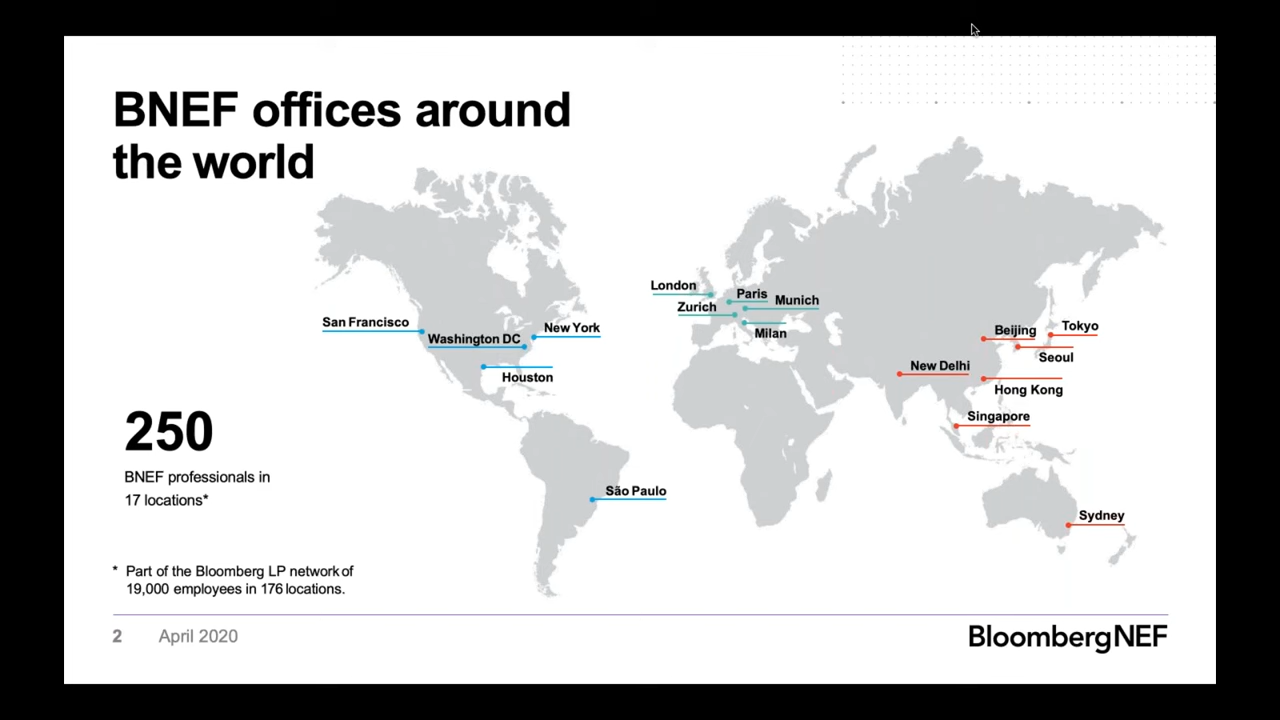 BNEF offices around
the world
London
Paris
Zurich
Munich
Milan
San Francisco
New York
Washington DC
Houston
Beijing
Tokyo
Seoul
New Delhi
Hong Kong
Singapore
São Paulo
Sydney
250
BNEF professionals in
17 locations*
* Part of the Bloomberg LP network of
19,000 employees in 176 locations.
2 April 2020
BloombergNEF